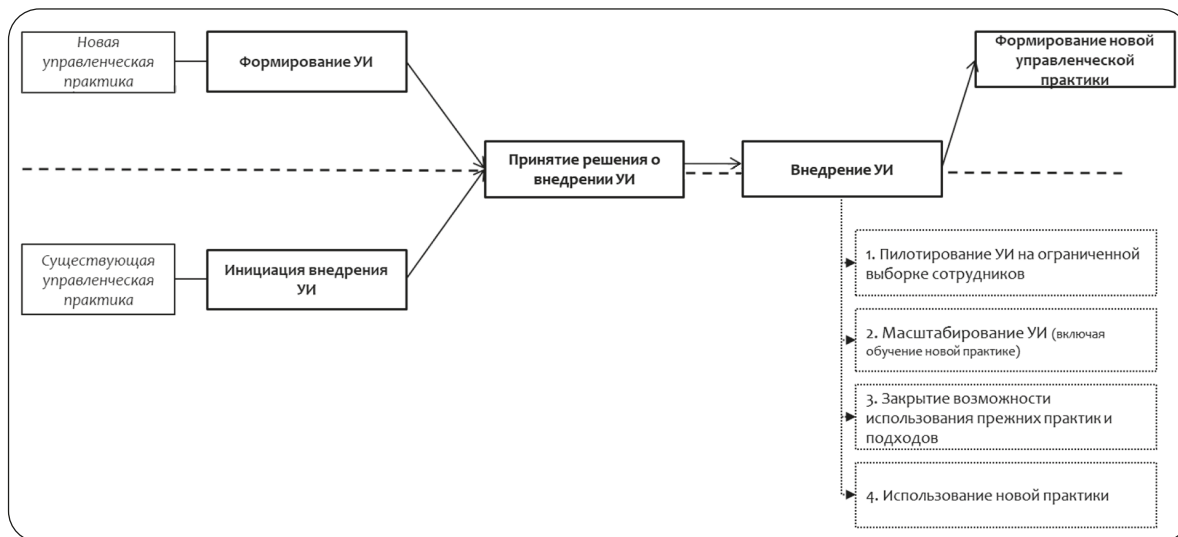 Новая
управленческая
практика
Формирование УИ
Формирование новой
управленческой
практики
Принятие решения о
внедрении УИ
Внедрение УИ
Существующая
управленческая
практика
Инициация внедрения
УИ
1. Пилотирование УИ на ограниченной
выборке сотрудников
2. Масштабирование УИ (включая
обучение новой практике)
3. Закрытие возможности
использования прежних практик и
подходов
4. Использование новой практики